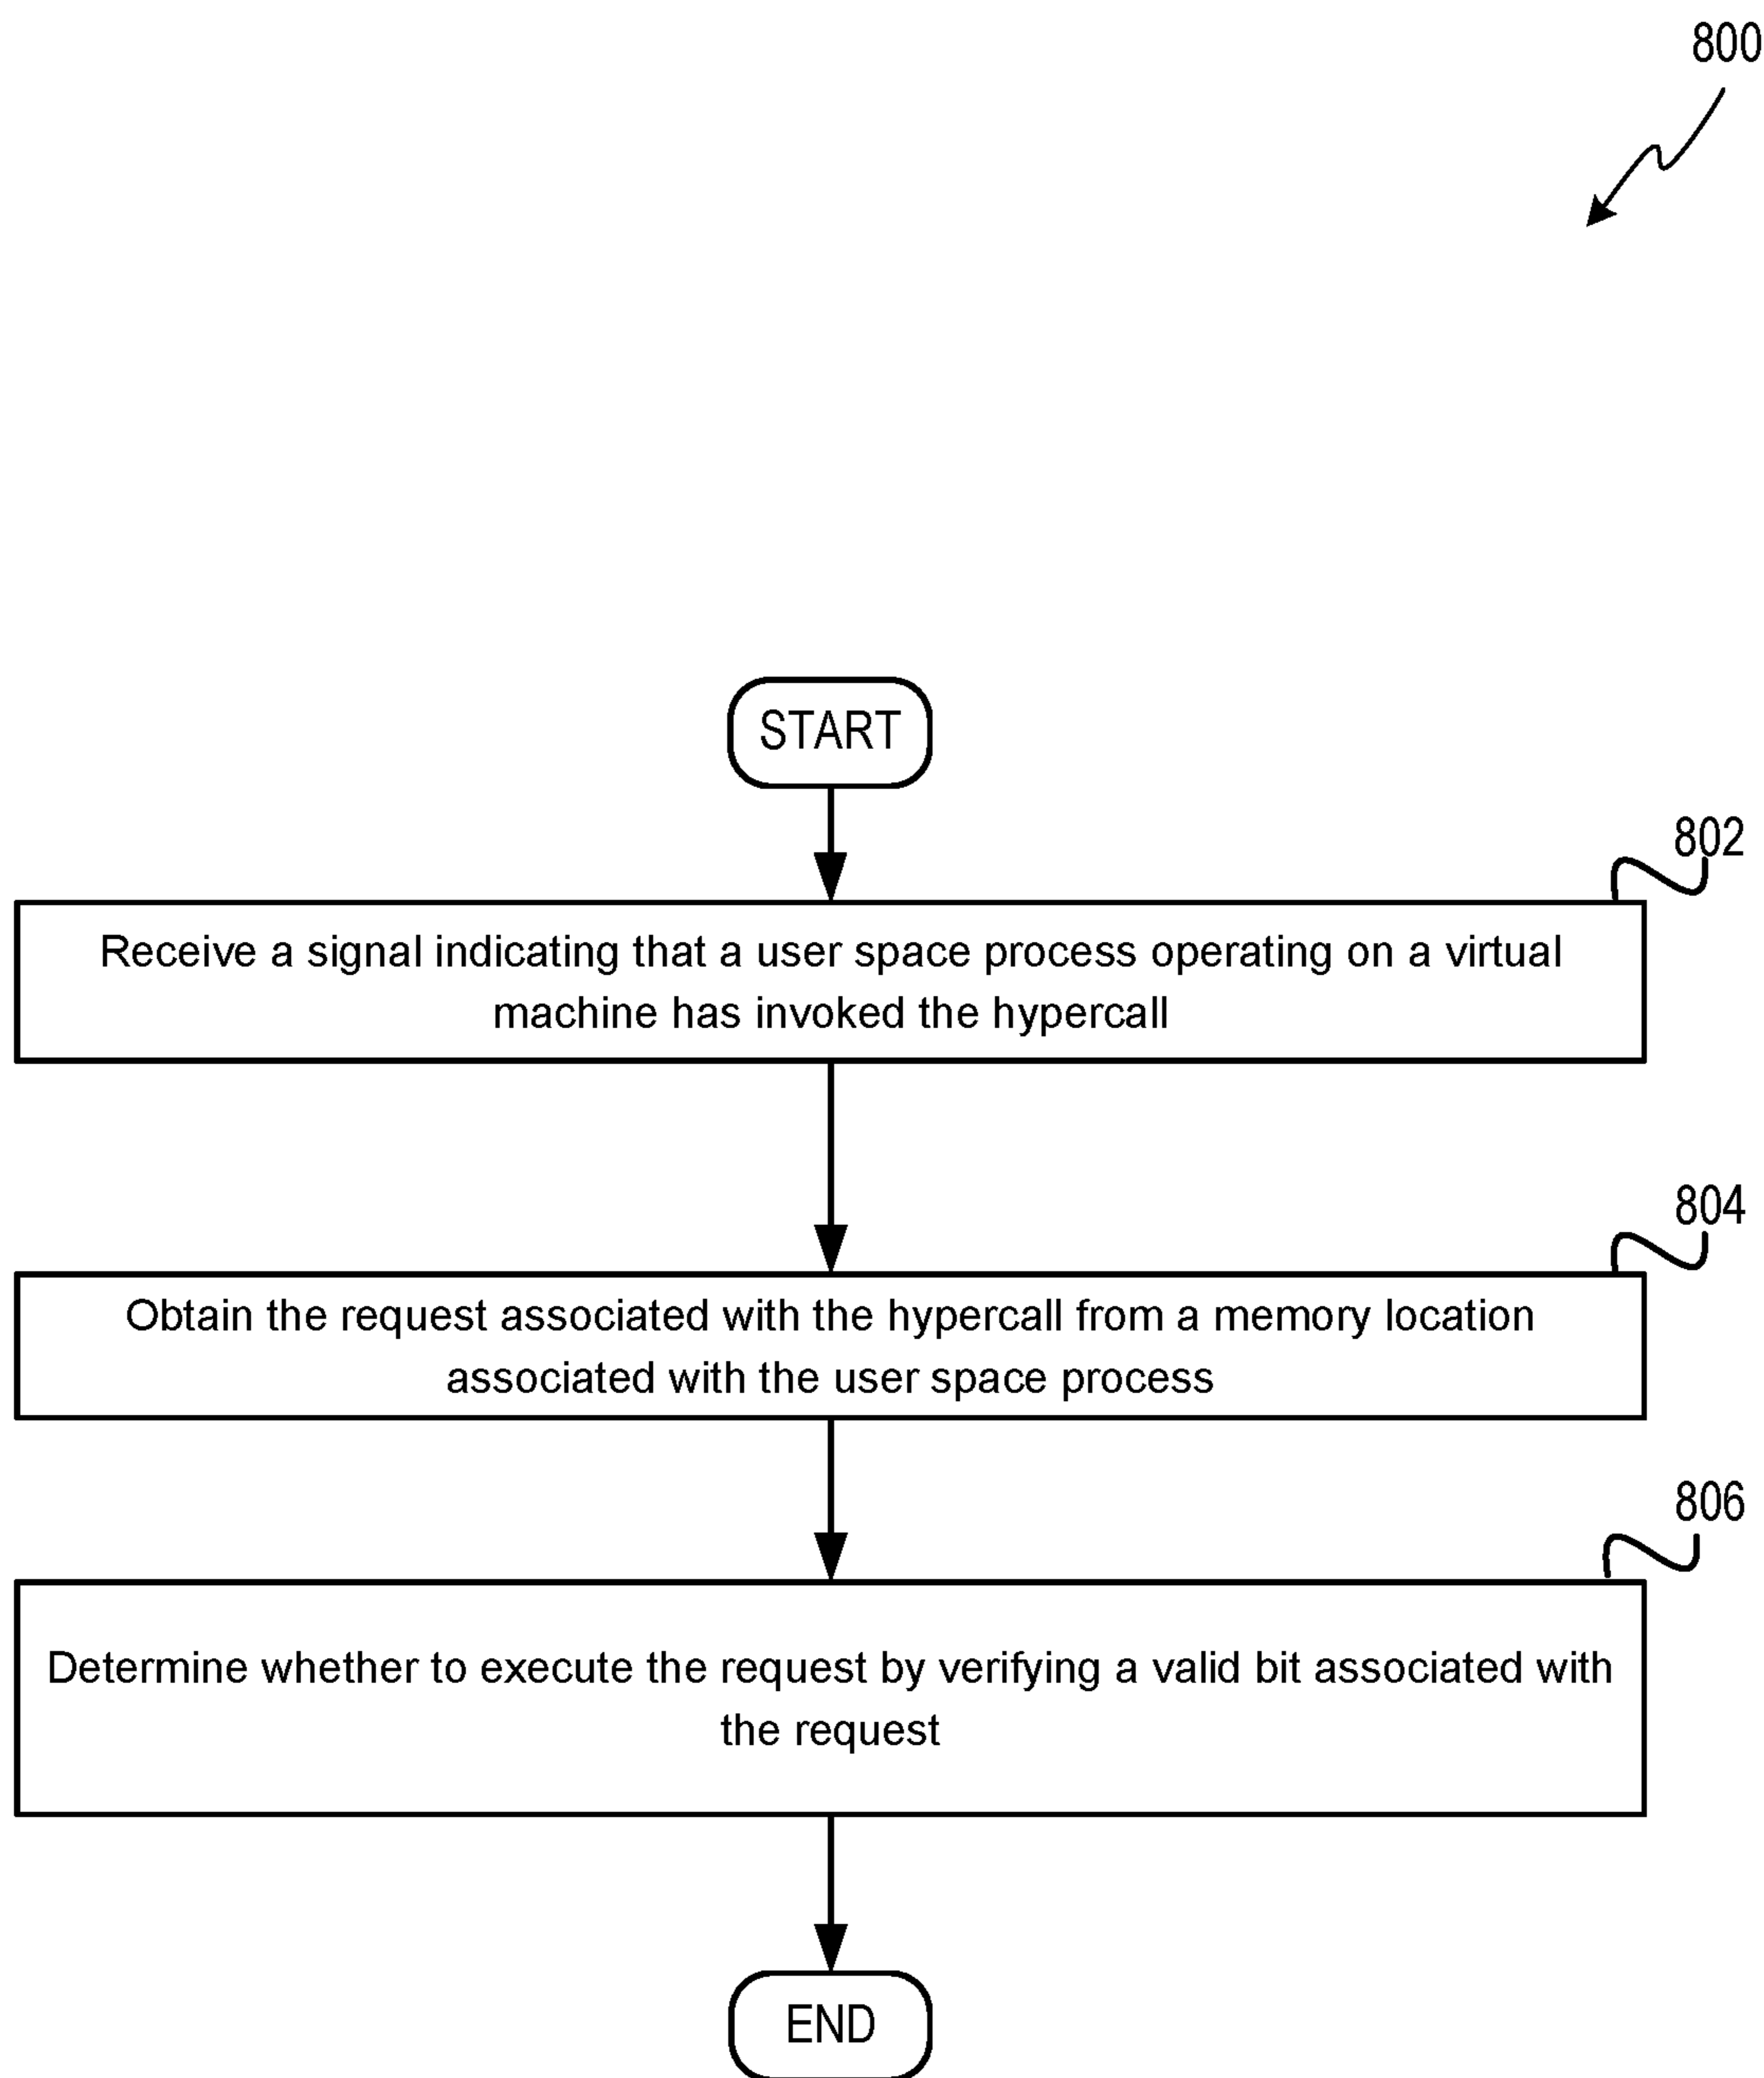 800
START
802
Receive a signal indicating that a user space process operating on a virtual
machine has invoked the hypercall
804
Obtain the request associated with the hypercall from a memory location
associated with the user space process
806
Determine whether to execute the request by verifying a valid bit associated with
the request
END